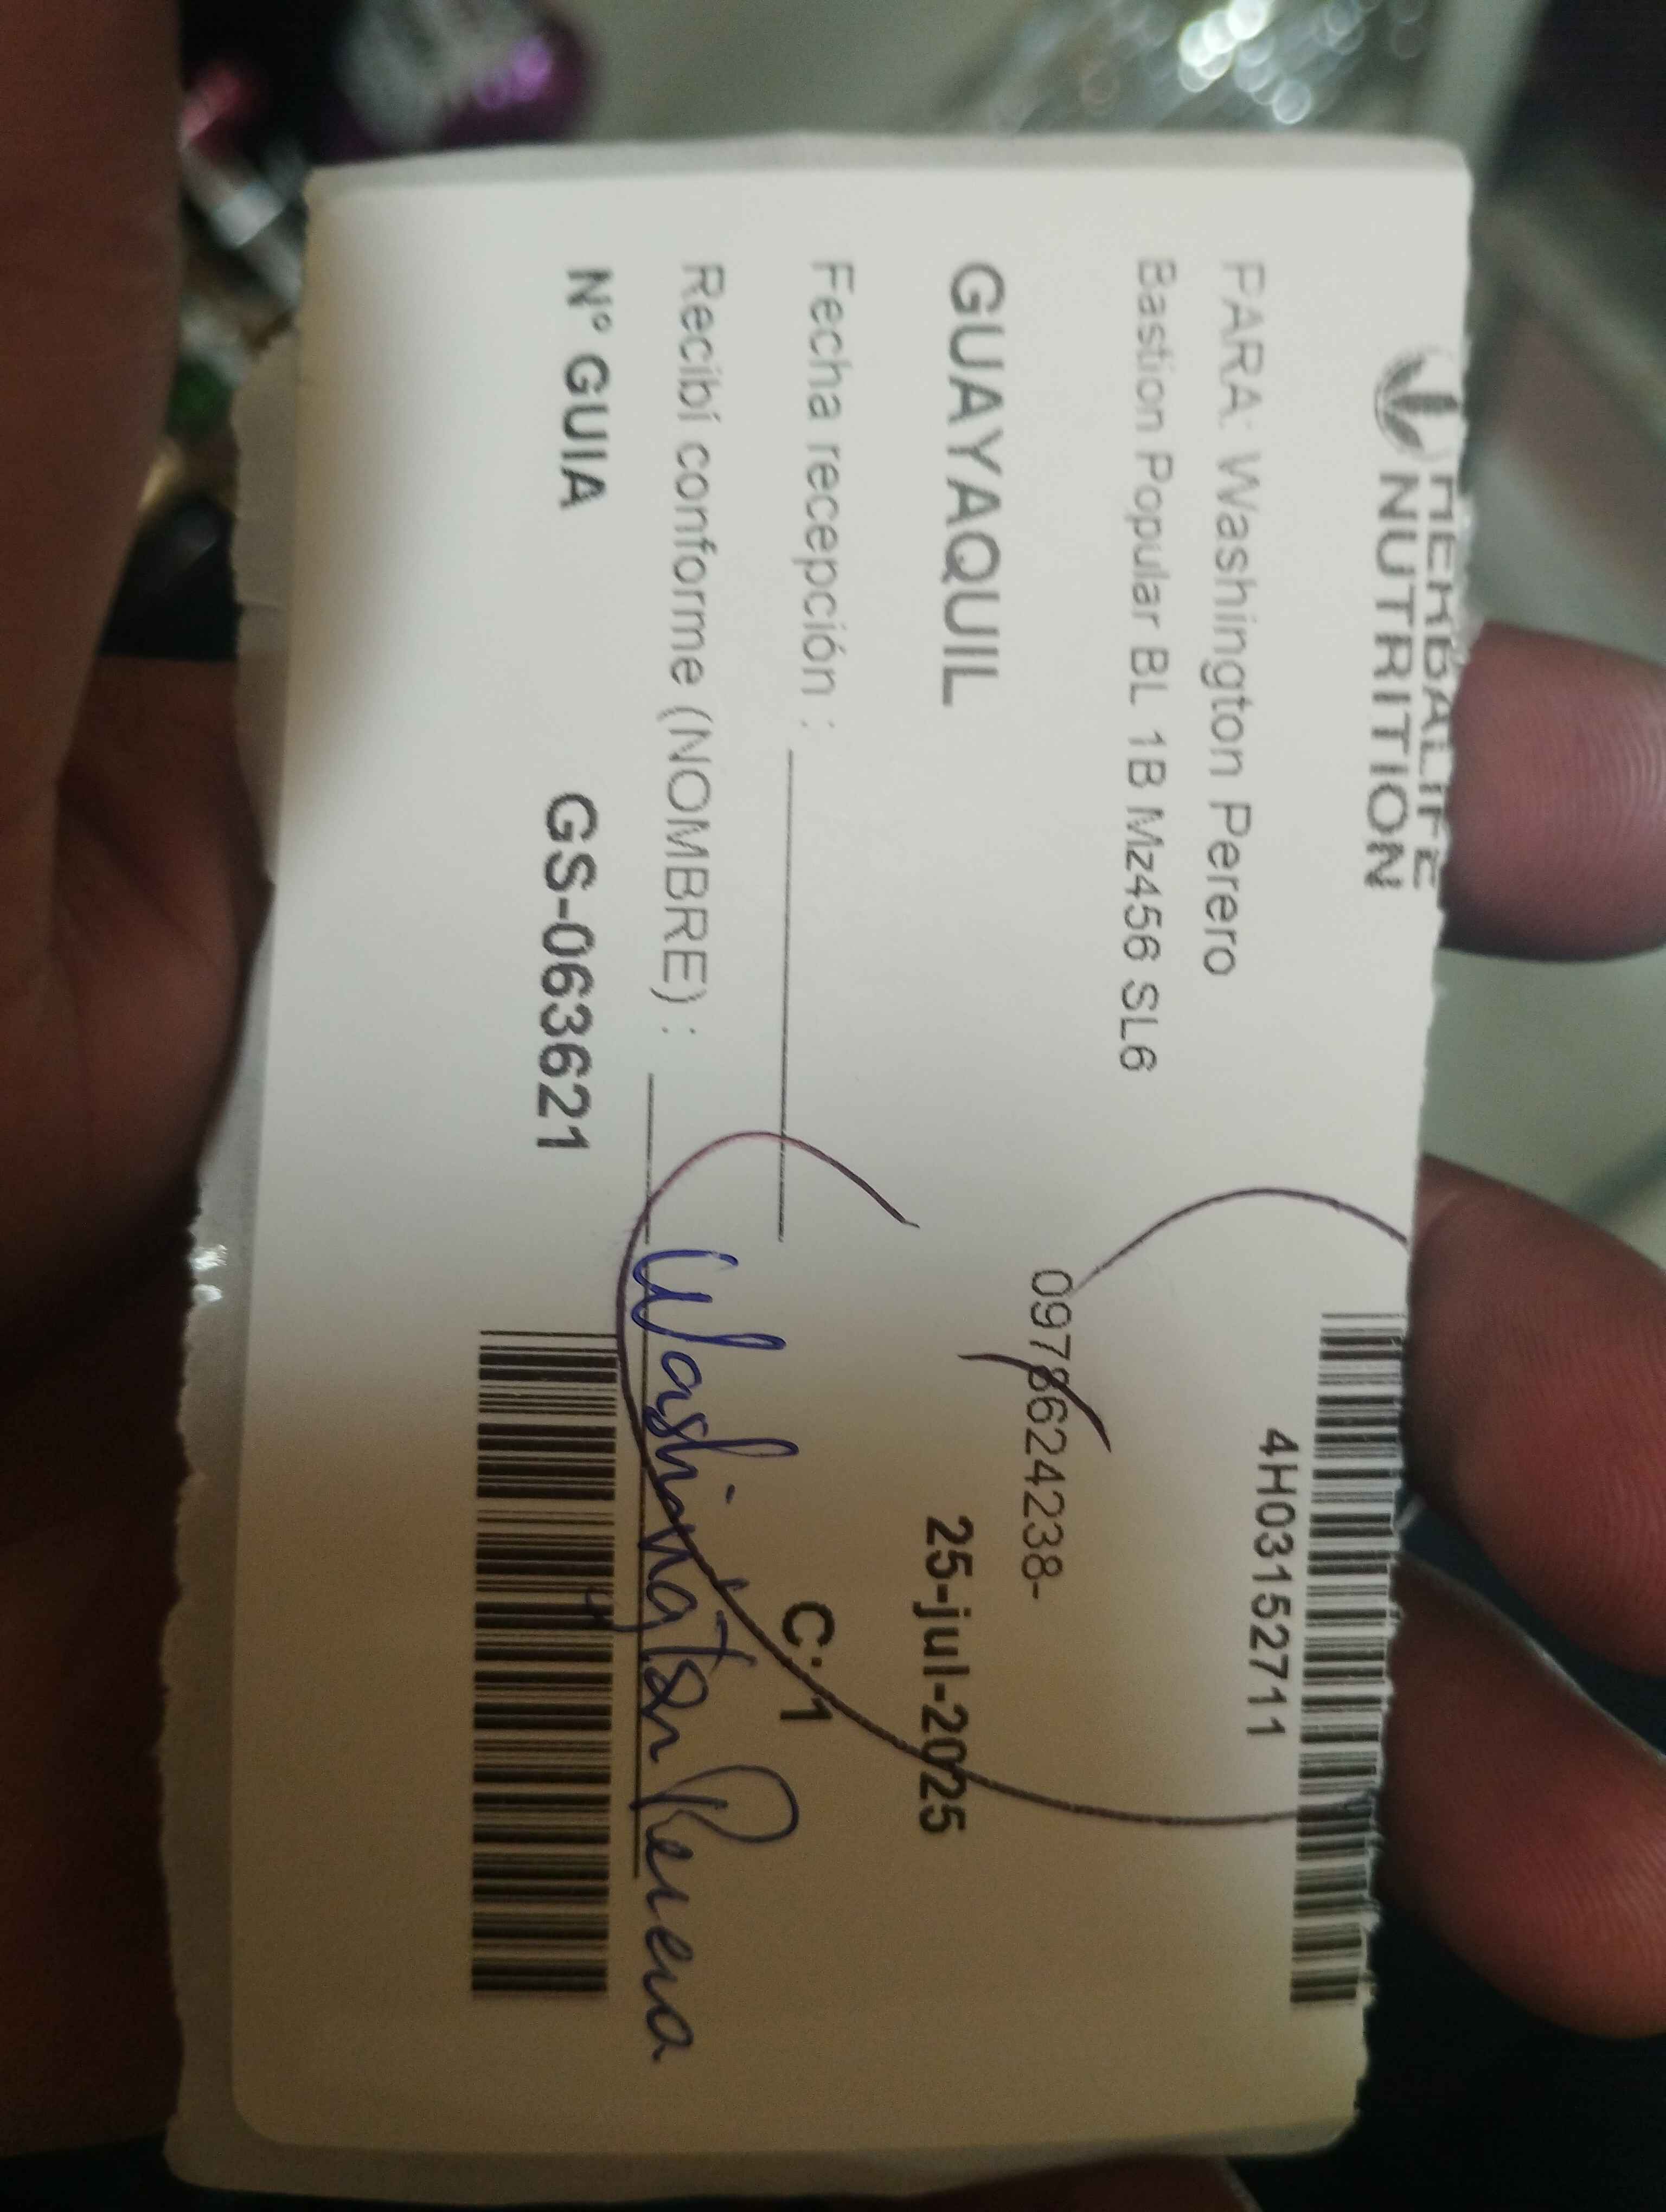 HERBALIFE
NUTRITION
4H03152711
PARA: Washington Perero
Bastion Popular BL 1B Mz456 SL6
0978624238-
GUAYAQUIL 25-jul-2025
Fecha recepción : C. 1
Recibí conforme (NOMBRE) : Washington Perero
N° GUIA GS-063621